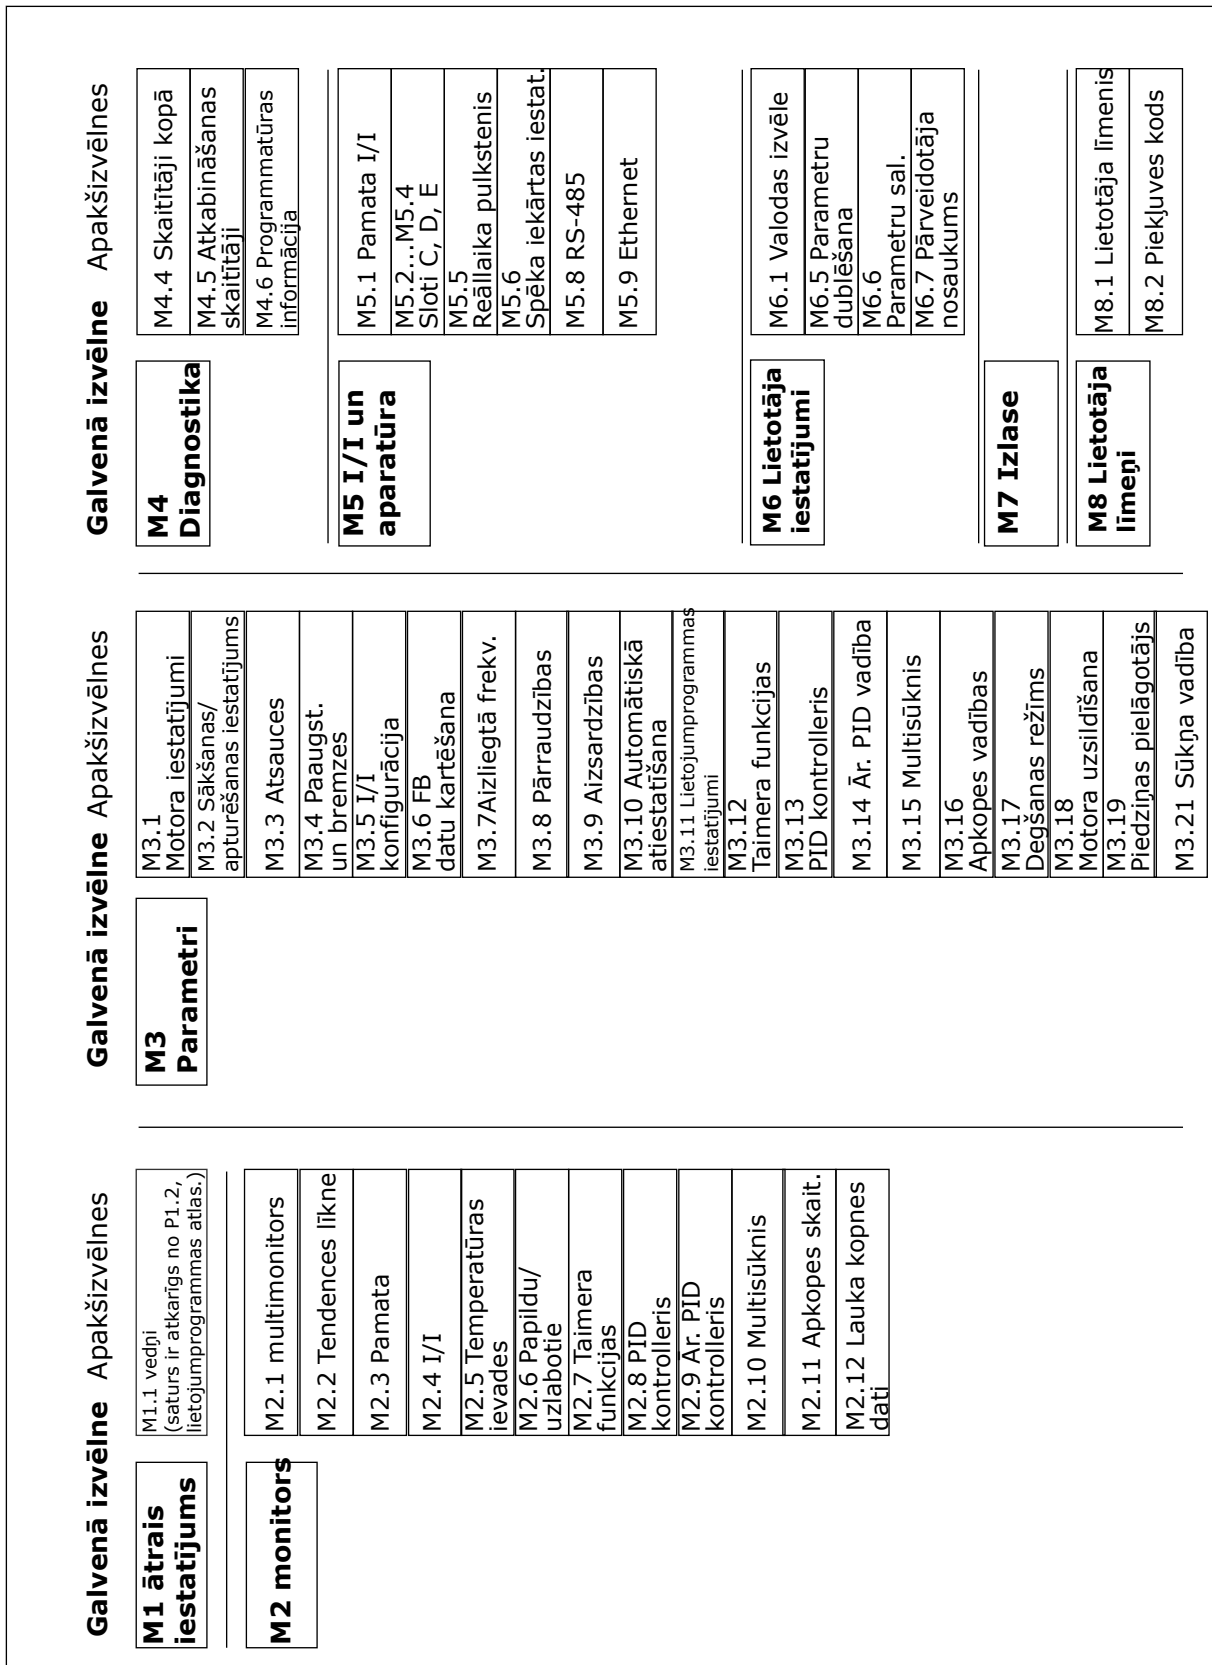 Galvenā izvēlne Apakšizvēlnes
M1 ātrais
iestatījums
M1.1 vedņi
(saturs ir atkarīgs no P1.2,
lietojumprogrammas atlas.)
M2 monitors
M2.1 multimonitors
M2.2 Tendences līkne
M2.3 Pamata
M2.4 I/I
M2.5 Temperatūras
ievades
M2.6 Papildu/
uzlabotie
M2.7 Taimera
funkcijas
M2.8 PID
kontrolleris
M2.9 Ār. PID
kontrolleris
M2.10 Multisūknis
M2.11 Apkopes skait.
M2.12 Lauka kopnes
dati
Galvenā izvēlne Apakšizvēlnes
M3
Parametri
M3.1
Motora iestatījumi
M3.2 Sākšanas/
apturēšanas iestatījums
M3.3 Atsauces
M3.4 Paaugst.
un bremzes
M3.5 I/I
konfigurācija
M3.6 FB
datu kartēšana
M3.7Aizliegtā frekv.
M3.8 Pārraudzības
M3.9 Aizsardzības
M3.10 Automātiskā
atiestatīšana
M3.11 Lietojumprogrammas
iestatījumi
M3.12
Taimera funkcijas
M3.13
PID kontrolleris
M3.14 Ār. PID vadība
M3.15 Multisūknis
M3.16
Apkopes vadības
M3.17
Degšanas režīms
M3.18
Motora uzsildīšana
M3.19
Piedziņas pielāgotājs
M3.21 Sūkņa vadība
Galvenā izvēlne Apakšizvēlnes
M4
Diagnostika
M4.4 Skaitītāji kopā
M4.5 Atkabināšanas
skaitītāji
M4.6 Programmatūras
informācija
M5 I/I un
aparatūra
M5.1 Pamata I/I
M5.2...M5.4
Sloti C, D, E
M5.5
Reāllaika pulkstenis
M5.6
Spēka iekārtas iestat.
M5.8 RS-485
M5.9 Ethernet
M6 Lietotāja
iestatījumi
M6.1 Valodas izvēle
M6.5 Parametru
dublēšana
M6.6
Parametru sal.
M6.7 Pārveidotāja
nosaukums
M7 Izlase
M8 Lietotāja
līmeņi
M8.1 Lietotāja līmenis
M8.2 Piekļuves kods